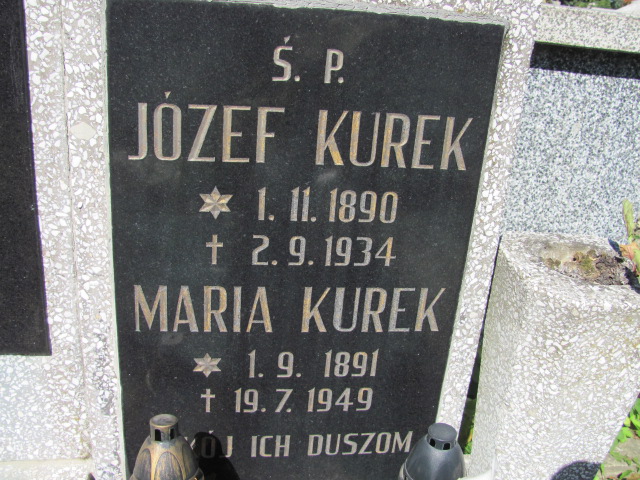 Ś. P.
JÓZEF KUREK
1. 11. 1890
† 2. 9. 1934
MARIA KUREK
1. 9. 1891
† 19. 7. 1949
ICH DUSZOM